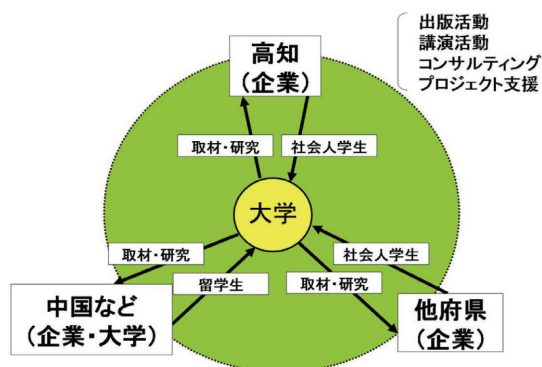 出版活動
講演活動
コンサルティング
プロジェクト支援
高知
(企業)
取材・研究
社会人学生
大学
取材・研究
留学生
社会人学生
取材・研究
中国など
(企業・大学)
他府県
(企業)